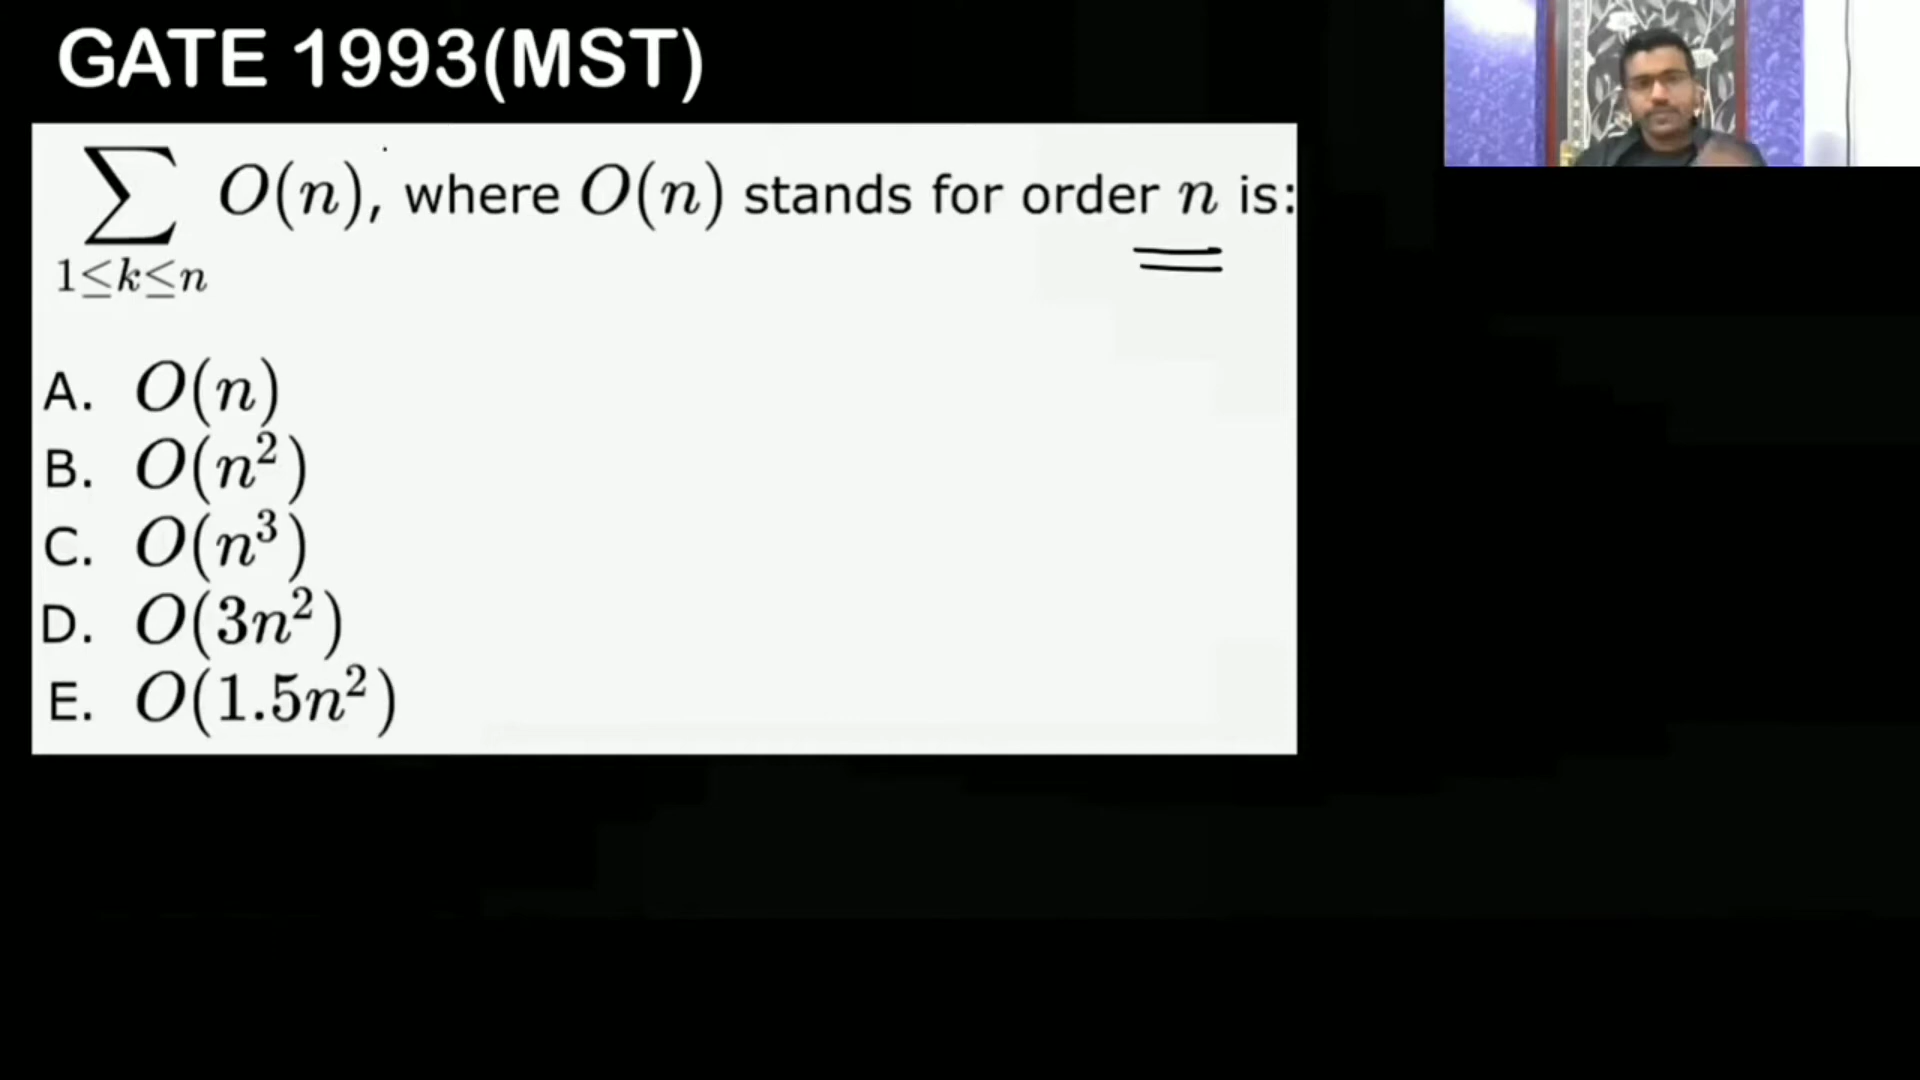 GATE 1993(MST)
∑ O(n), where O(n) stands for order n is:
1≤k≤n
A. O(n)
B. O(n²)
C. O(n³)
D. O(3n²)
E. O(1.5n²)